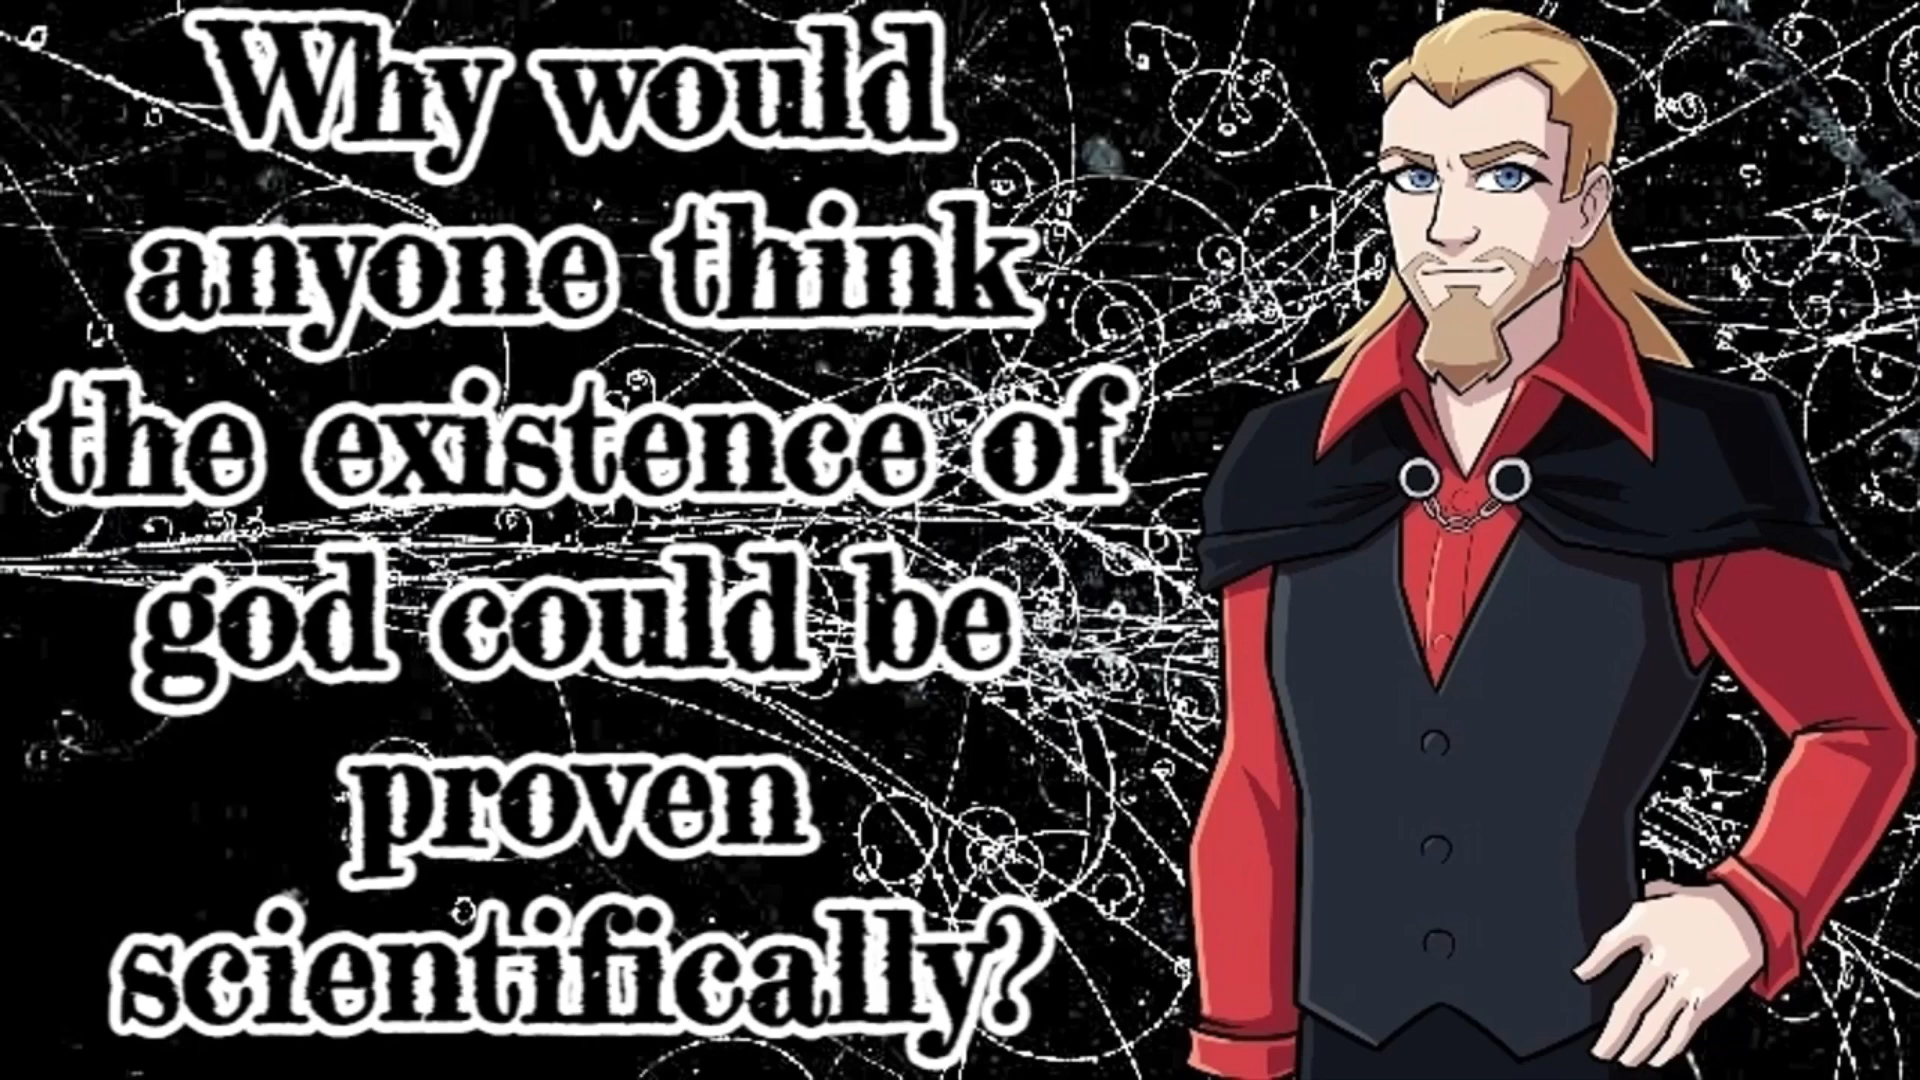 Why would
anyone think
the existence of
god could be
proven
scientifically?